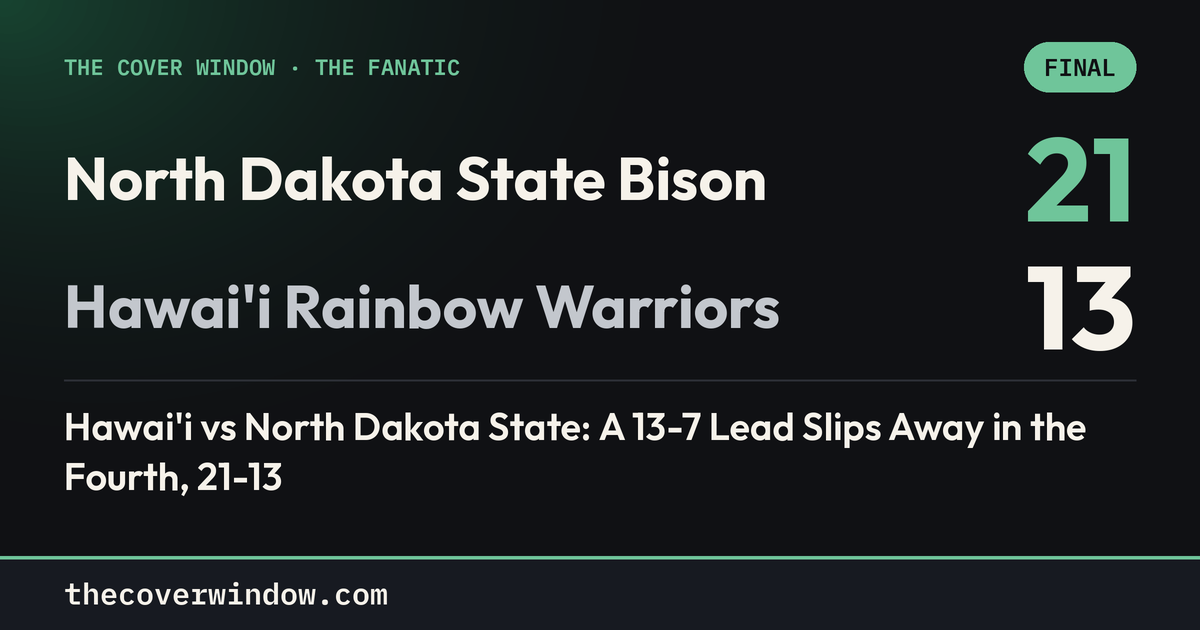 THE COVER WINDOW · THE FANATIC
FINAL
North Dakota State Bison
21
Hawai'i Rainbow Warriors
13
Hawai'i vs North Dakota State: A 13-7 Lead Slips Away in the
Fourth, 21-13
thecoverwindow.com